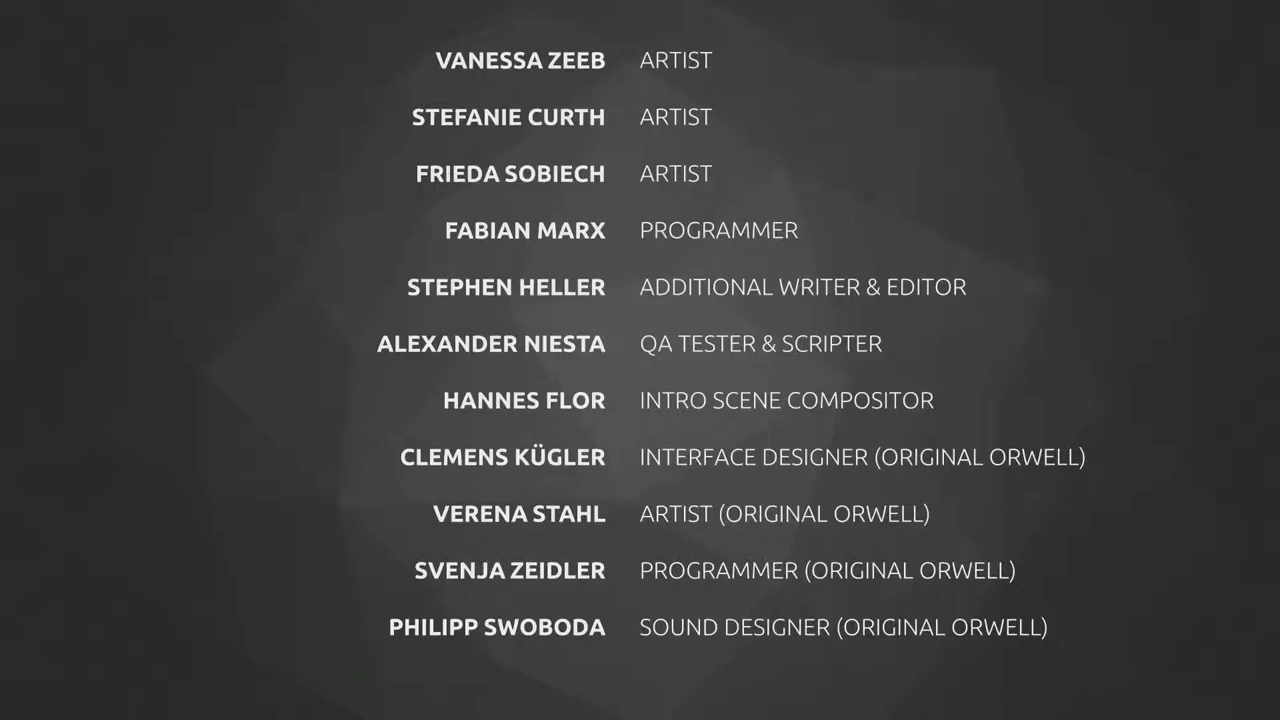 VANESSA ZEEB ARTIST
STEFANIE CURTH ARTIST
FRIEDA SOBIECH ARTIST
FABIAN MARX PROGRAMMER
STEPHEN HELLER ADDITIONAL WRITER & EDITOR
ALEXANDER NIESTA QA TESTER & SCRIPTER
HANNES FLOR INTRO SCENE COMPOSITOR
CLEMENS KÜGLER INTERFACE DESIGNER (ORIGINAL ORWELL)
VERENA STAHL ARTIST (ORIGINAL ORWELL)
SVENJA ZEIDLER PROGRAMMER (ORIGINAL ORWELL)
PHILIPP SWOBODA SOUND DESIGNER (ORIGINAL ORWELL)